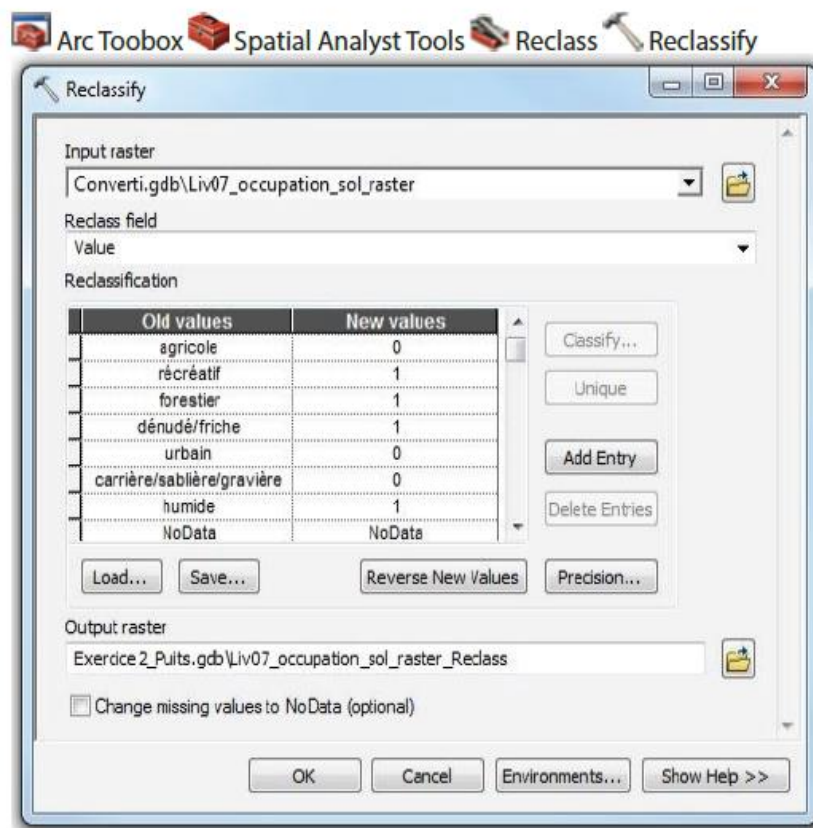 Arc Toobox Spatial Analyst Tools Reclass Reclassify
Reclassify
Input raster
Converti.gdb\Liv07_occupation_sol_raster
Reclass field
Value
Reclassification
Old values New values
agricole 0
récréatif 1
forestier 1
dénudé/friche 1
urbain 0
carrière/sablière/gravière 0
humide 1
NoData NoData
Classify...
Unique
Add Entry
Delete Entries
Load... Save... Reverse New Values Precision...
Output raster
Exercice2_Puits.gdb\Liv07_occupation_sol_raster_Reclass
Change missing values to NoData (optional)
OK Cancel Environments... Show Help >>